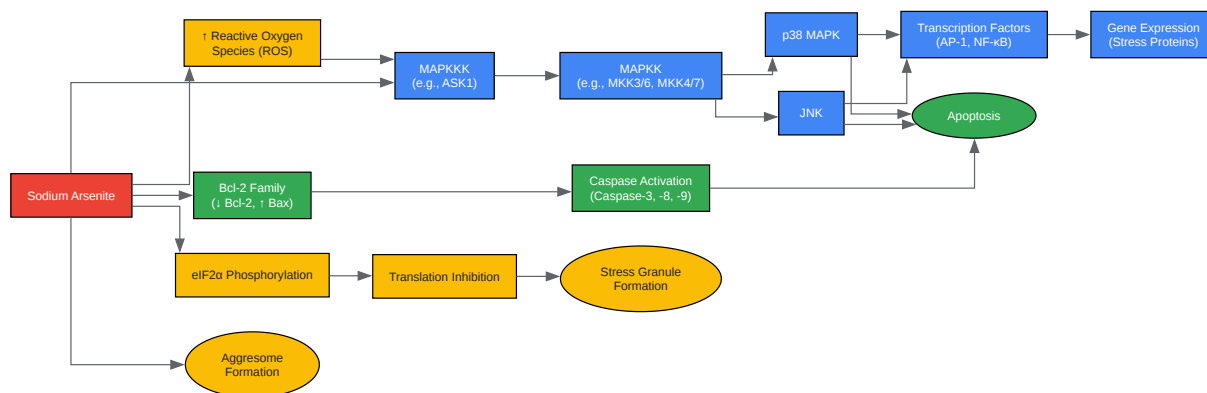 ↑ Reactive Oxygen
Species (ROS)
MAPKKK
(e.g., ASK1)
MAPKK
(e.g., MKK3/6, MKK4/7)
p38 MAPK
JNK
Transcription Factors
(AP-1, NF-κB)
Gene Expression
(Stress Proteins)
Apoptosis
Sodium Arsenite
Bcl-2 Family
(↓ Bcl-2, ↑ Bax)
Caspase Activation
(Caspase-3, -8, -9)
eIF2α Phosphorylation
Translation Inhibition
Stress Granule
Formation
Aggresome
Formation